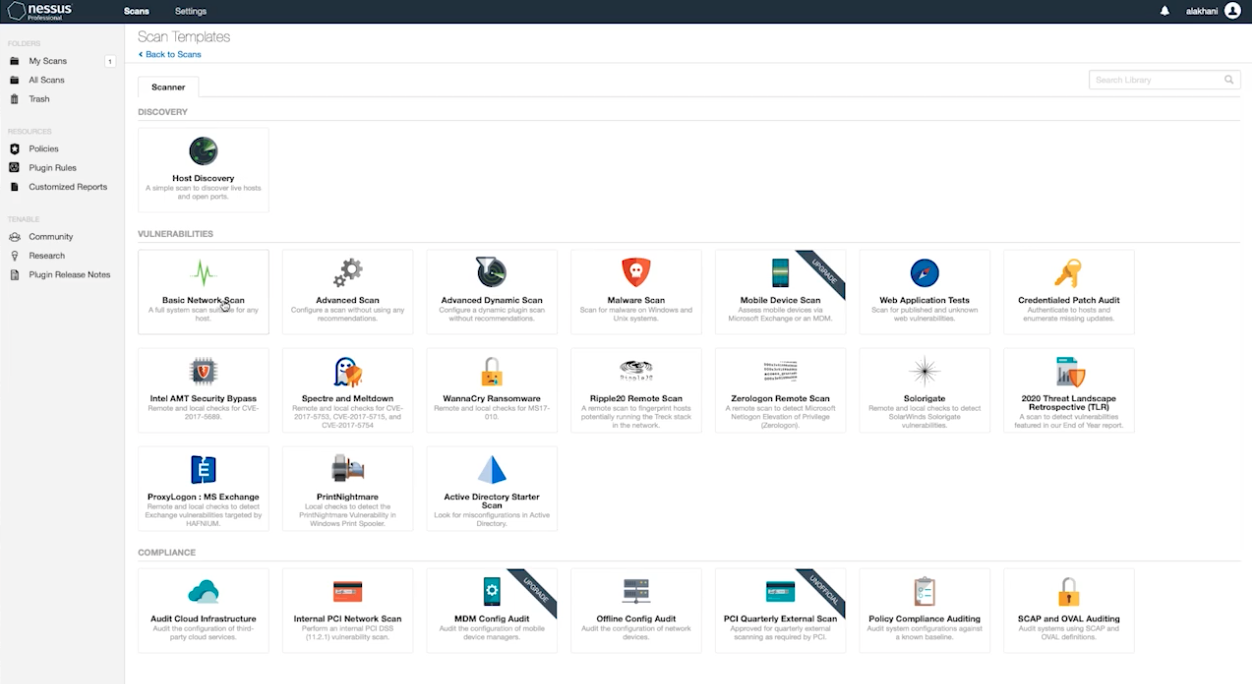 nessus
Professional
Scans
Settings
alakhani
FOLDERS
My Scans
1
All Scans
Trash
RESOURCES
Policies
Plugin Rules
Customized Reports
TENABLE
Community
Research
Plugin Release Notes
Scan Templates
Back to Scans
Scanner
Search Library
DISCOVERY
Host Discovery
A simple scan to discover live hosts
and open ports.
VULNERABILITIES
Basic Network Scan
A full system scan suitable for any
host.
Advanced Scan
Configure a scan without using any
recommendations.
Advanced Dynamic Scan
Configure a dynamic plugin scan
without recommendations.
Malware Scan
Scan for malware on Windows and
Unix systems.
UPGRADE
Mobile Device Scan
Assess mobile devices via
Microsoft Exchange or an MDM.
Web Application Tests
Scan for published and unknown
web vulnerabilities.
Credentialed Patch Audit
Authenticate to hosts and
enumerate missing updates.
Intel AMT Security Bypass
Remote and local checks for CVE-
2017-5689.
Spectre and Meltdown
Remote and local checks for CVE-
2017-5753, CVE-2017-5715, and
CVE-2017-5754
WannaCry Ransomware
Remote and local checks for MS17-
010.
Ripple20
Ripple20 Remote Scan
A remote scan to fingerprint hosts
potentially running the Treck stack
in the network.
Zerologon Remote Scan
A remote scan to detect Microsoft
Netlogon Elevation of Privilege
(Zerologon).
Solorigate
Remote and local checks to detect
SolarWinds Solorigate
vulnerabilities.
2020 Threat Landscape
Retrospective (TLR)
A scan to detect vulnerabilities
featured in our End of Year report.
ProxyLogon : MS Exchange
Remote and local checks to detect
Exchange vulnerabilities targeted by
HAFNIUM.
PrintNightmare
Local checks to detect the
PrintNightmare Vulnerability in
Windows Print Spooler.
Active Directory Starter
Scan
Look for misconfigurations in Active
Directory.
COMPLIANCE
Audit Cloud Infrastructure
Audit the configuration of third-
party cloud services.
Internal PCI Network Scan
Perform an internal PCI DSS
(11.2.1) vulnerability scan.
UPGRADE
MDM Config Audit
Audit the configuration of mobile
device managers.
Offline Config Audit
Audit the configuration of network
devices.
UNOFFICIAL
PCI Quarterly External Scan
Approved for quarterly external
scanning as required by PCI.
Policy Compliance Auditing
Audit system configurations against
a known baseline.
SCAP and OVAL Auditing
Audit systems using SCAP and
OVAL definitions.